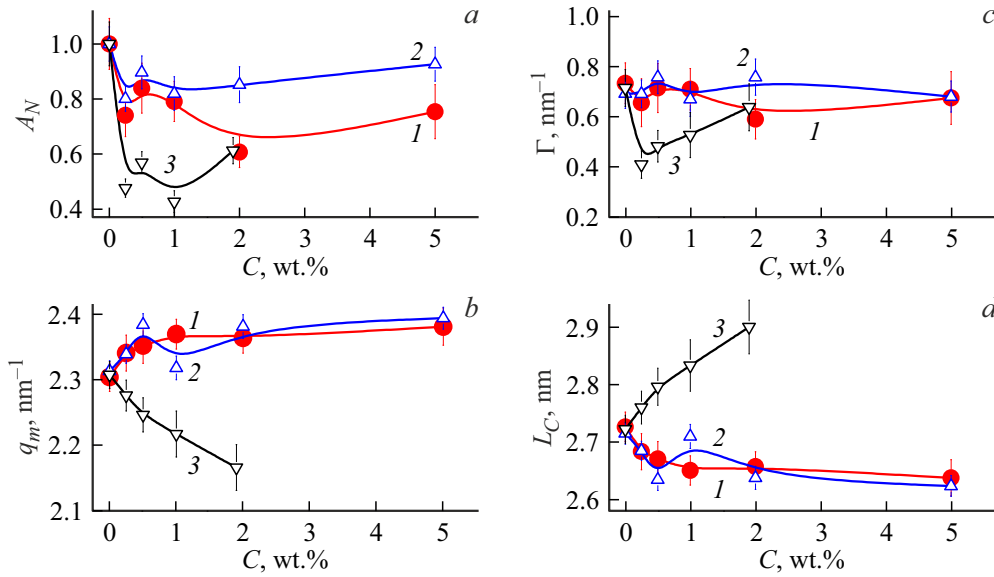 a
1.0
0.8
0.6
0.4
A_N
2
1
3
0 1 2 3 4 5
C, wt.%
c
1.0
0.8
0.6
0.4
0.2
Γ, nm⁻¹
2
1
3
0 1 2 3 4 5
C, wt.%
b
2.4
2.3
2.2
2.1
q_m, nm⁻¹
1
2
3
0 1 2 3 4 5
C, wt.%
d
2.9
2.8
2.7
2.6
L_C, nm
3
2
1
0 1 2 3 4 5
C, wt.%